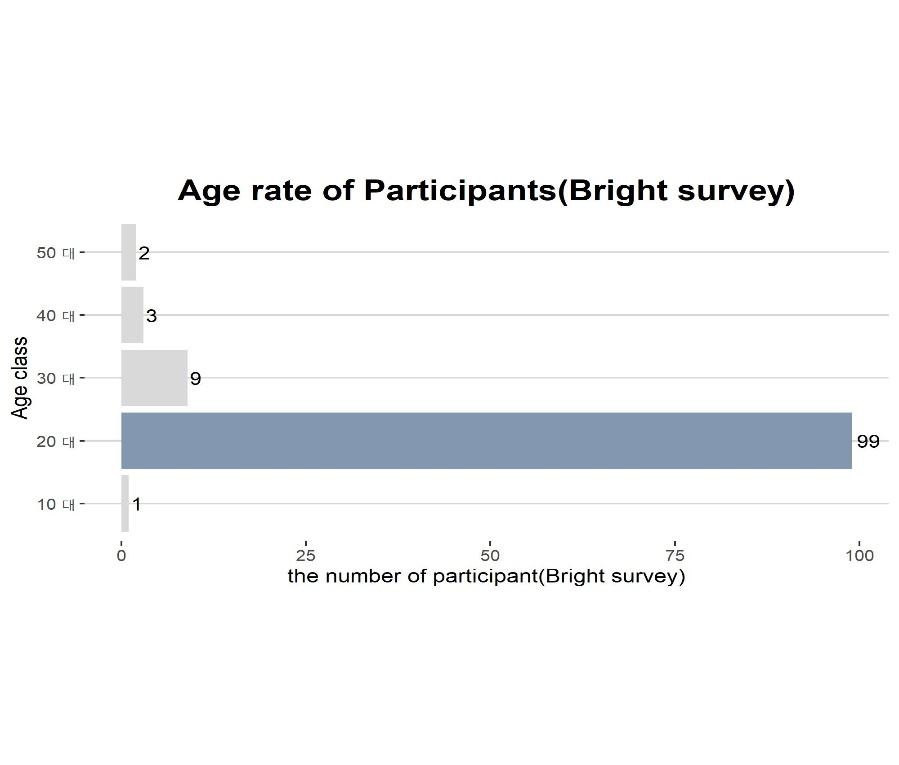 Age rate of Participants(Bright survey)
Age class
50 대
2
40 대
3
30 대
9
20 대
99
10 대
1
0 25 50 75 100
the number of participant(Bright survey)